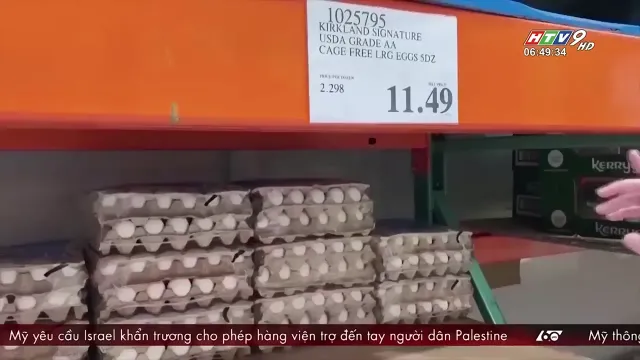 1025795
KIRKLAND SIGNATURE
USDA GRADE AA
CAGE FREE LRG EGGS 5DZ
2.298
11.49
HTV9 HD
06:49:34
KERRY
Mỹ yêu cầu Israel khẩn trương cho phép hàng viện trợ đến tay người dân Palestine
60
Mỹ thôn